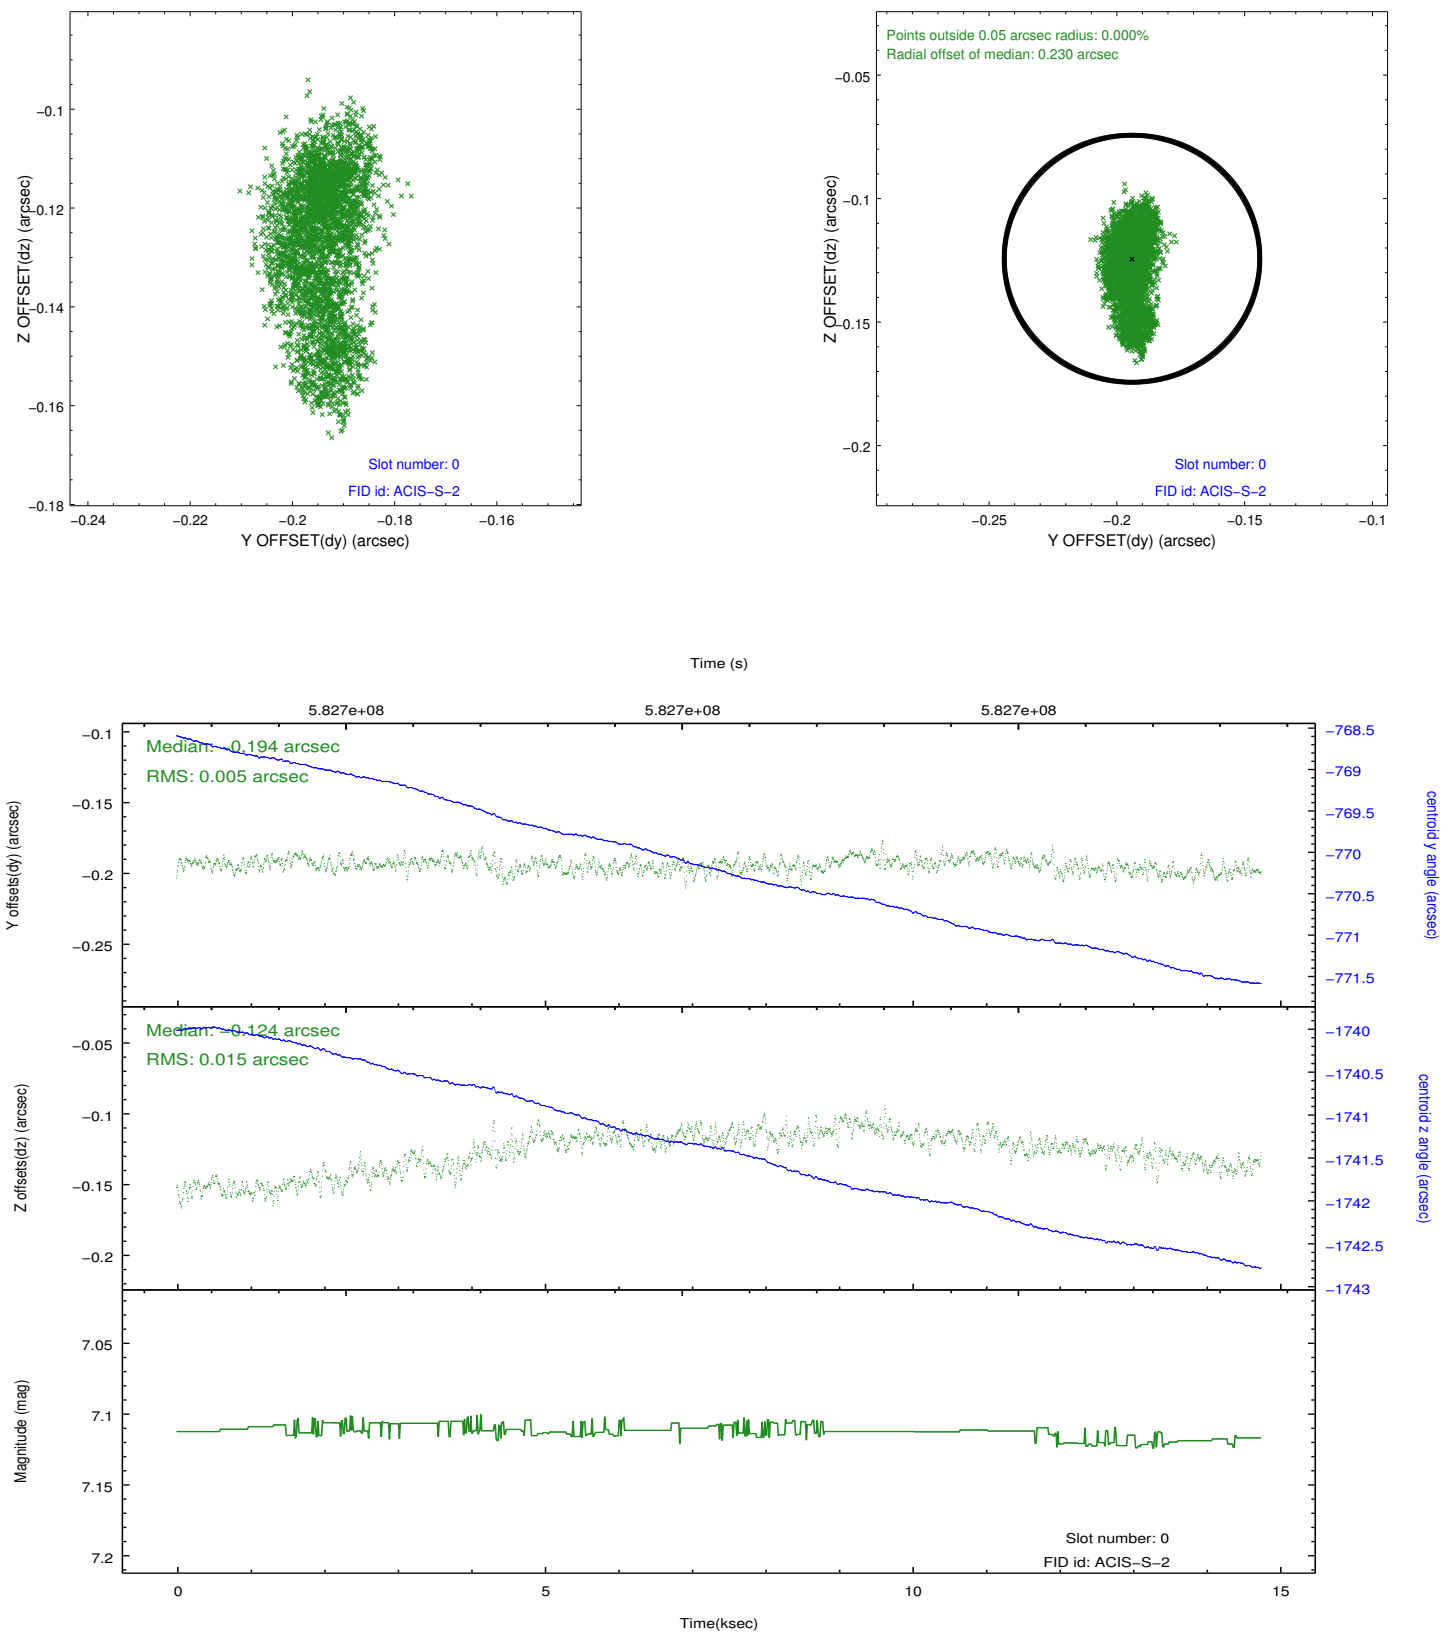 −0.1
−0.12
−0.14
−0.16
−0.18
Z OFFSET(dz) (arcsec)
Slot number: 0
FID id: ACIS−S−2
−0.24 −0.22 −0.2 −0.18 −0.16
Y OFFSET(dy) (arcsec)
Points outside 0.05 arcsec radius: 0.000%
Radial offset of median: 0.230 arcsec
−0.05
−0.1
−0.15
−0.2
Z OFFSET(dz) (arcsec)
Slot number: 0
FID id: ACIS−S−2
−0.25 −0.2 −0.15 −0.1
Y OFFSET(dy) (arcsec)
Time (s)
5.827e+08 5.827e+08 5.827e+08
Median: −0.194 arcsec
RMS: 0.005 arcsec
−0.1
−0.15
−0.2
−0.25
Y offsets(dy) (arcsec)
−768.5
−769
−769.5
−770
−770.5
−771
−771.5
centroid y angle (arcsec)
Median: −0.124 arcsec
RMS: 0.015 arcsec
−0.05
−0.1
−0.15
−0.2
Z offsets(dz) (arcsec)
−1740
−1740.5
−1741
−1741.5
−1742
−1742.5
−1743
centroid z angle (arcsec)
7.05
7.1
7.15
7.2
Magnitude (mag)
Slot number: 0
FID id: ACIS−S−2
0 5 10 15
Time(ksec)